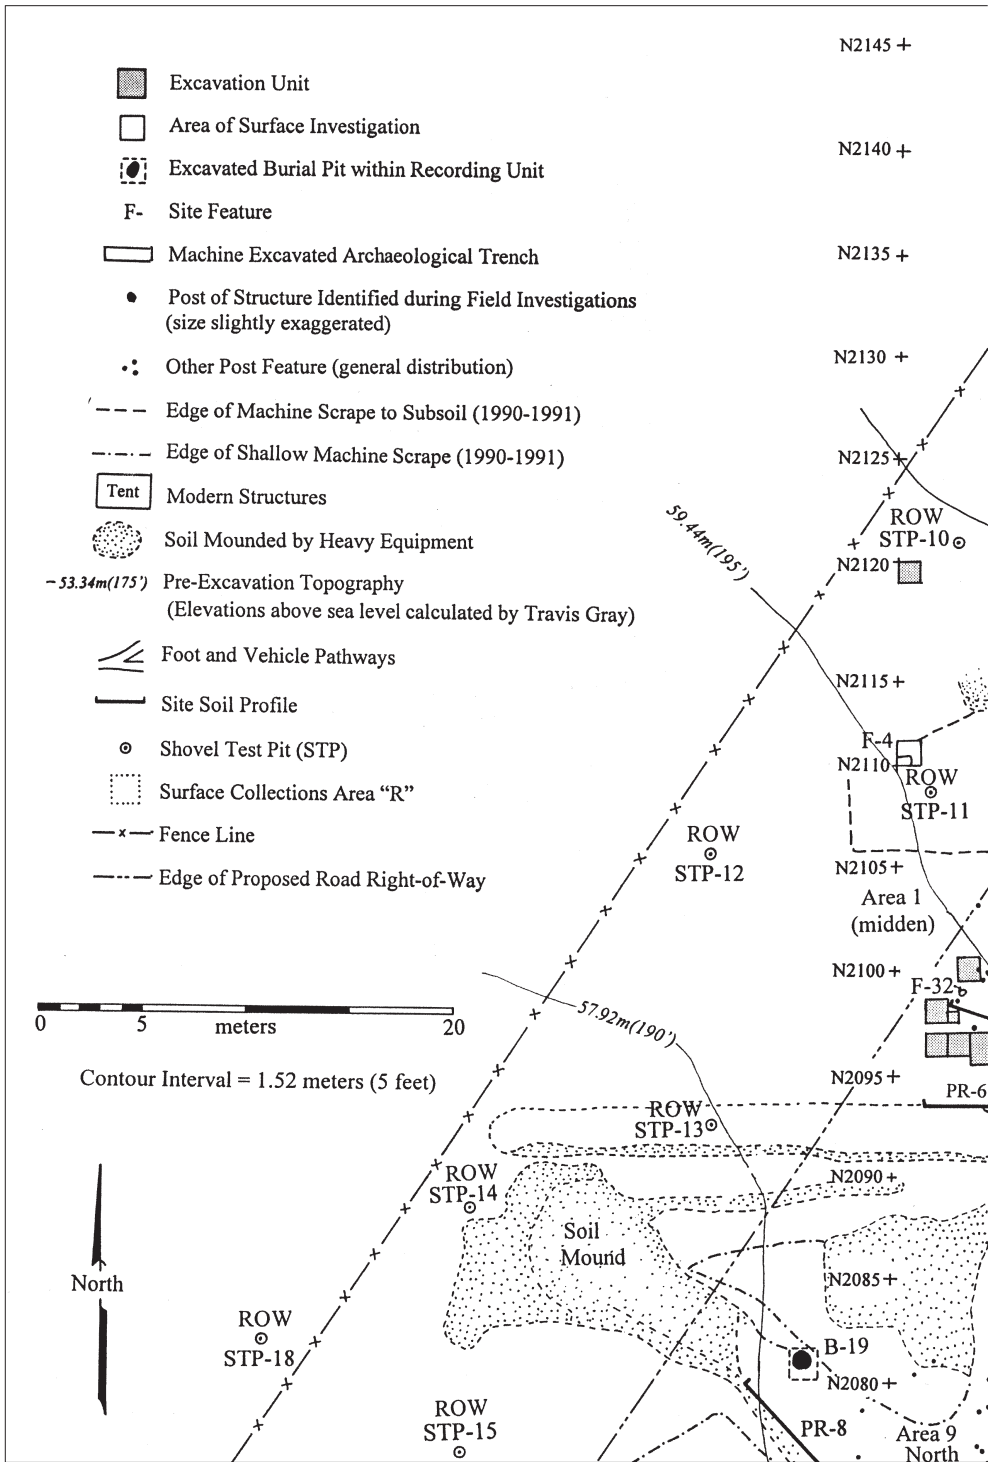 Excavation Unit
Area of Surface Investigation
Excavated Burial Pit within Recording Unit
F- Site Feature
Machine Excavated Archaeological Trench
Post of Structure Identified during Field Investigations
(size slightly exaggerated)
Other Post Feature (general distribution)
Edge of Machine Scrape to Subsoil (1990-1991)
Edge of Shallow Machine Scrape (1990-1991)
Tent Modern Structures
Soil Mounded by Heavy Equipment
-53.34m(175') Pre-Excavation Topography
(Elevations above sea level calculated by Travis Gray)
Foot and Vehicle Pathways
Site Soil Profile
Shovel Test Pit (STP)
Surface Collections Area “R”
Fence Line
Edge of Proposed Road Right-of-Way
0 5 meters 20
Contour Interval = 1.52 meters (5 feet)
North
N2145
N2140
N2135
N2130
N2125
59.44m(195')
ROW
STP-10
N2120
N2115
F-4
N2110
ROW
STP-11
ROW
STP-12
N2105
Area 1
(midden)
N2100
F-32
57.92m(190')
N2095
PR-6
ROW
STP-13
ROW
STP-14
N2090
Soil
Mound
N2085
ROW
STP-18
B-19
N2080
ROW
STP-15
PR-8
Area 9
North